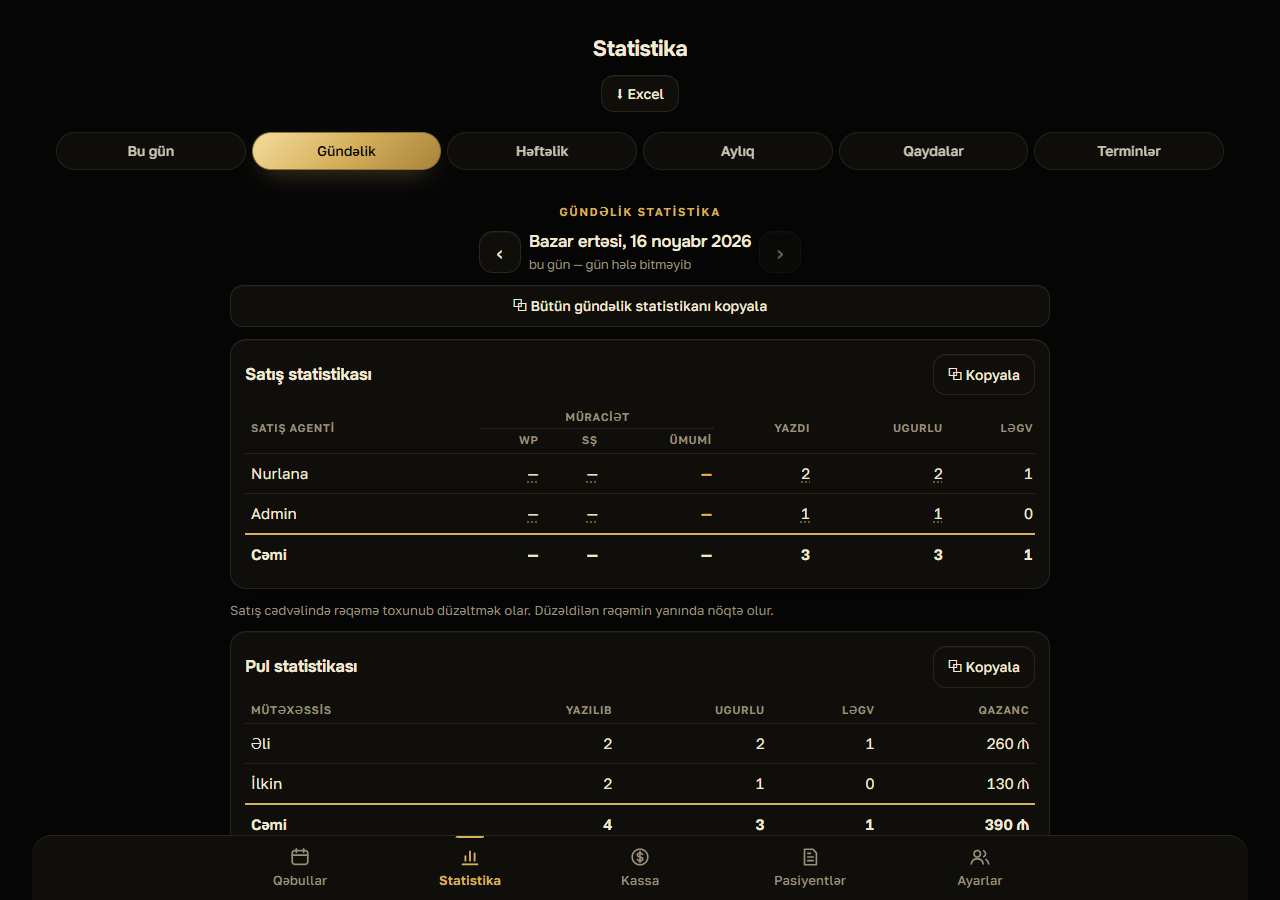 Statistika
⬇ Excel
Bu gün
Gündəlik
Həftəlik
Aylıq
Qaydalar
Terminlər
GÜNDƏLİK STATİSTİKA
‹ Bazar ertəsi, 16 noyabr 2026 ›
bu gün — gün hələ bitməyib
Bütün gündəlik statistikanı kopyala
Satış statistikası
Kopyala
SATIŞ AGENTİ MÜRACİƏT YAZDI UGURLU LƏGV
WP SŞ ÜMUMİ
Nurlana — — — 2 2 1
Admin — — — 1 1 0
Cəmi — — — 3 3 1
Satış cədvəlində rəqəmə toxunub düzəltmək olar. Düzəldilən rəqəmin yanında nöqtə olur.
Pul statistikası
Kopyala
MÜTƏXƏSSİS YAZILIB UGURLU LƏGV QAZANC
Əli 2 2 1 260 ₼
İlkin 2 1 0 130 ₼
Cəmi 4 3 1 390 ₼
Qəbullar
Statistika
Kassa
Pasiyentlər
Ayarlar